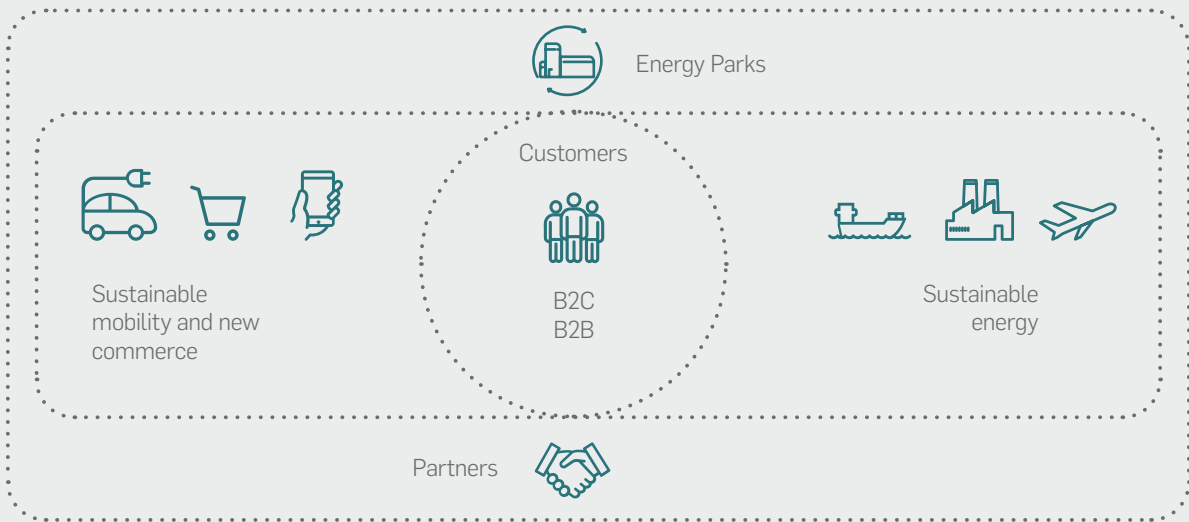 Energy Parks
Customers
B2C
B2B
Sustainable
mobility and new
commerce
Sustainable
energy
Partners